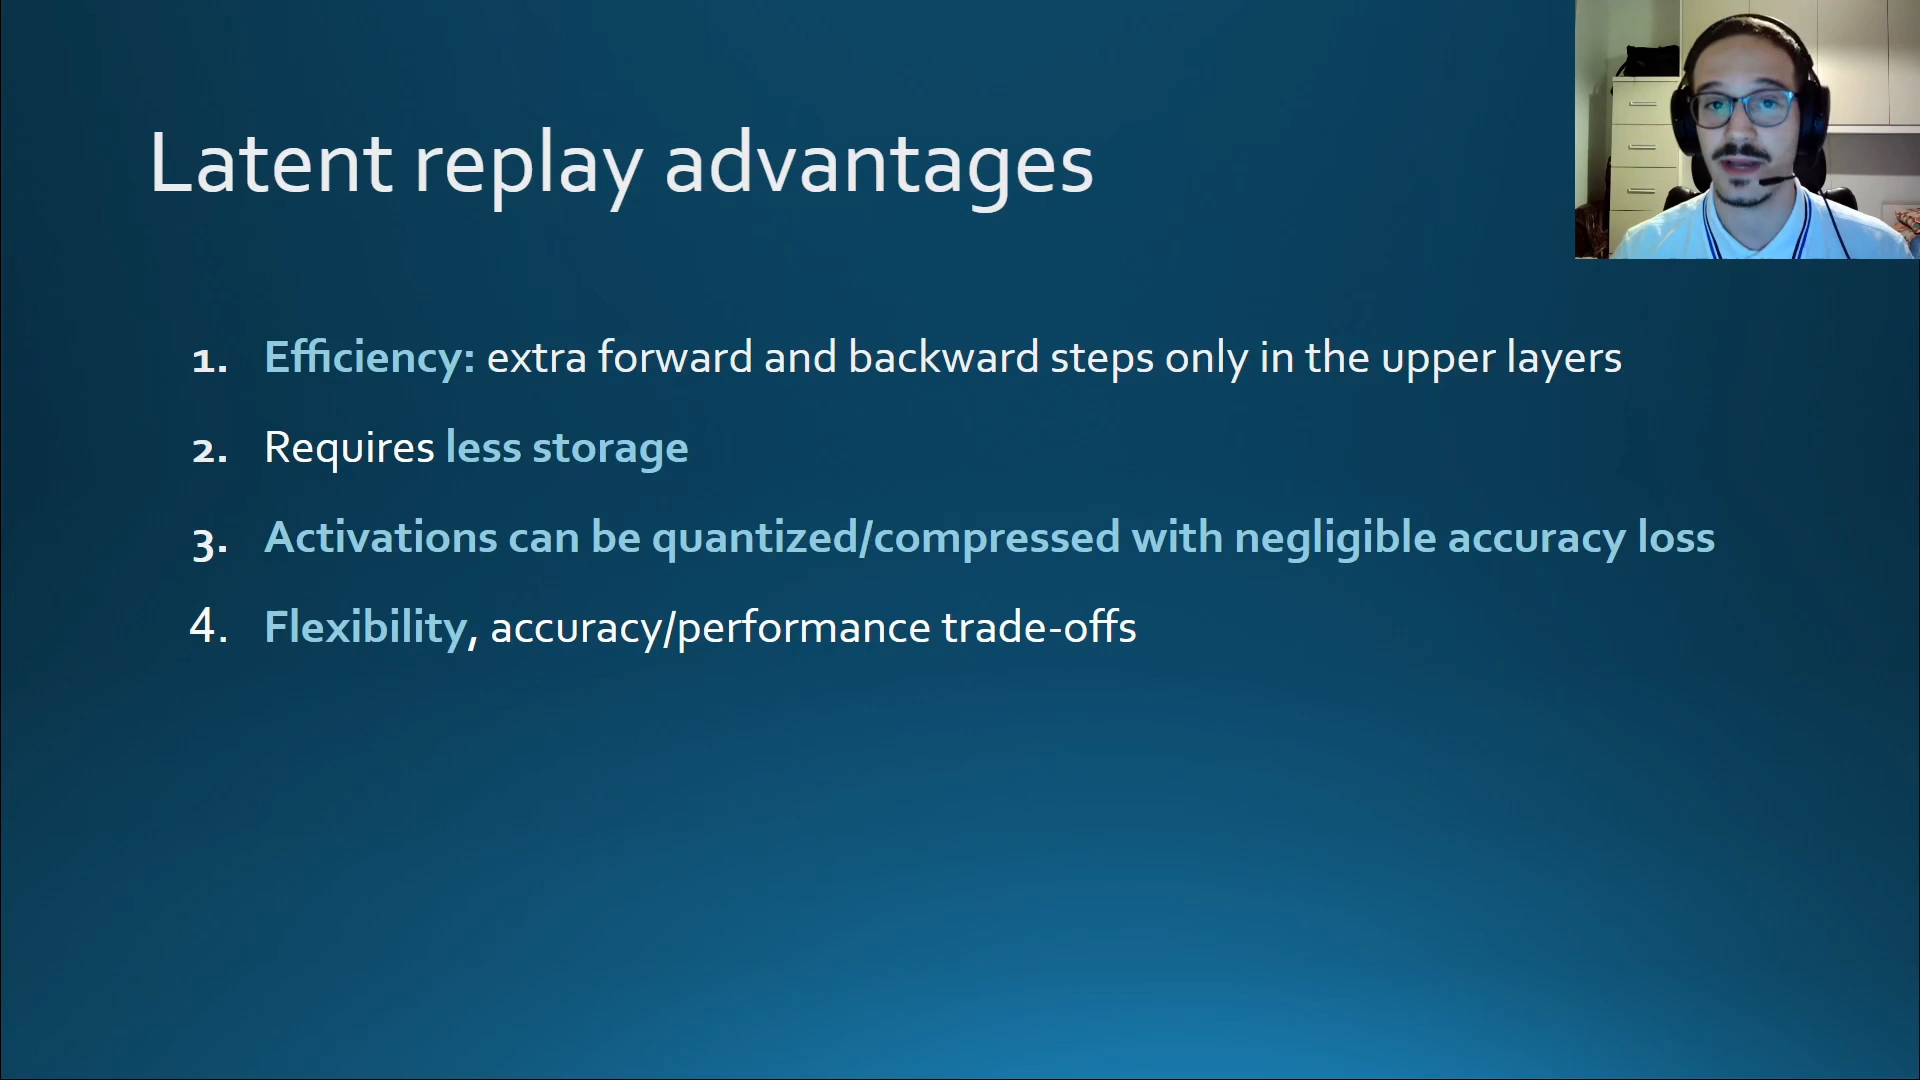 Latent replay advantages
1. Efficiency: extra forward and backward steps only in the upper layers
2. Requires less storage
3. Activations can be quantized/compressed with negligible accuracy loss
4. Flexibility, accuracy/performance trade-offs